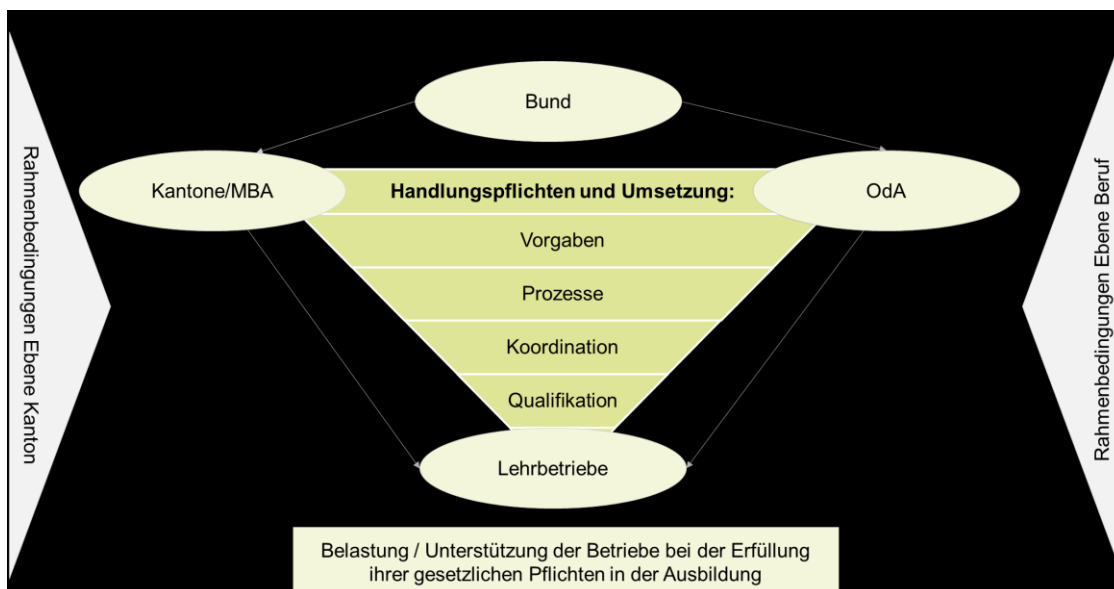 Bund
Kantone/MBA
Handlungspflichten und Umsetzung:
OdA
Vorgaben
Prozesse
Koordination
Qualifikation
Lehrbetriebe
Rahmenbedingungen Ebene Kanton
Rahmenbedingungen Ebene Beruf
Belastung / Unterstützung der Betriebe bei der Erfüllung
ihrer gesetzlichen Pflichten in der Ausbildung